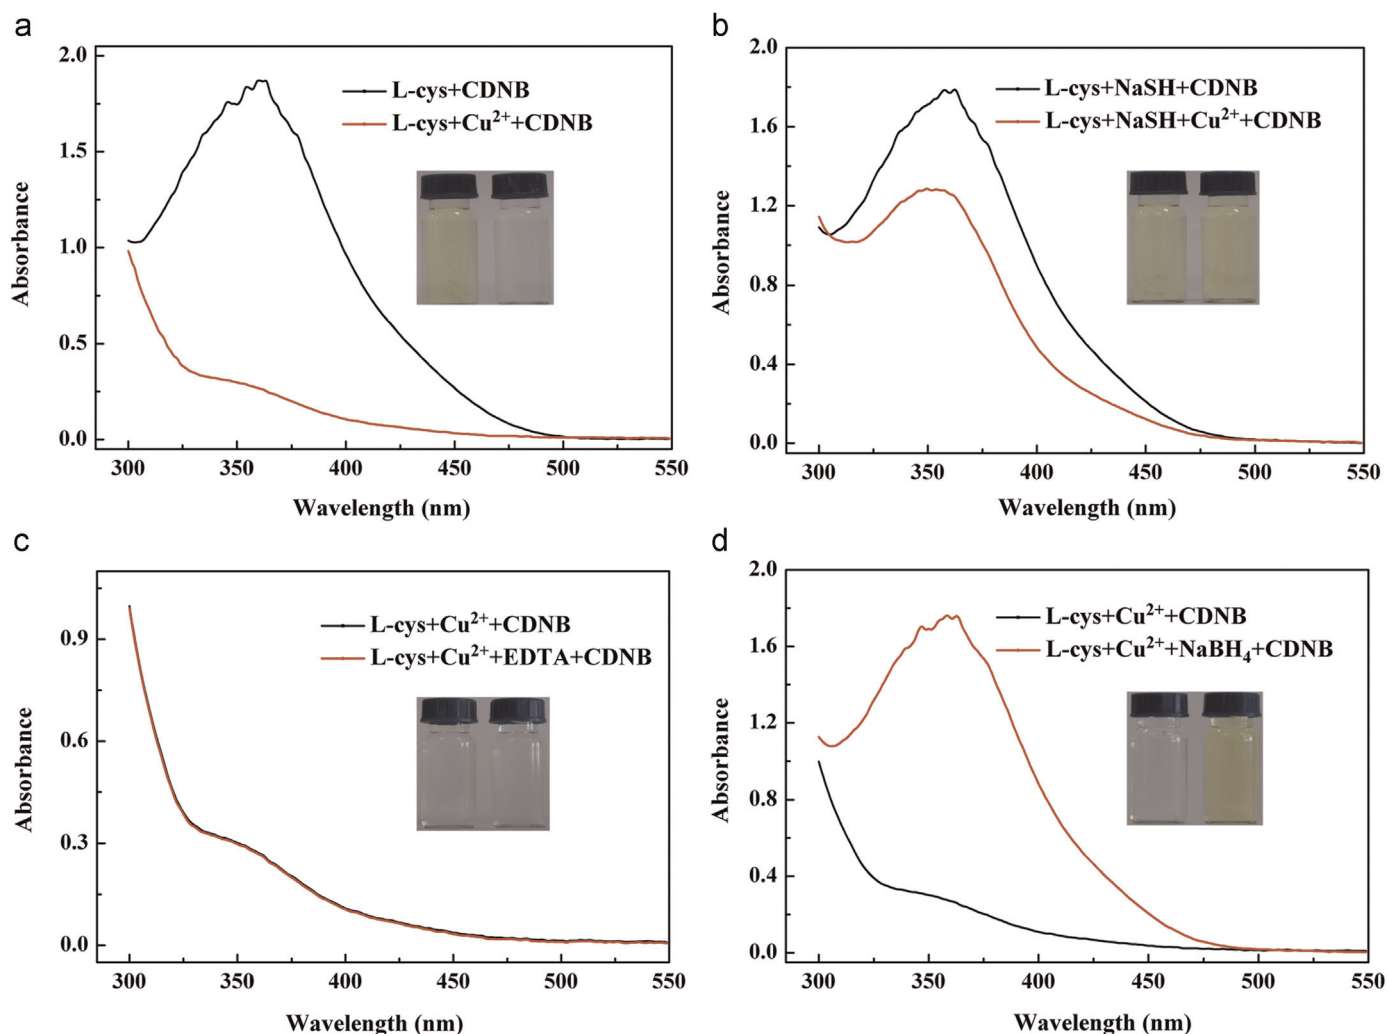 a
2.0
1.5
1.0
0.5
0.0
Absorbance
L-cys+CDNB
L-cys+Cu²⁺+CDNB
300 350 400 450 500 550
Wavelength (nm)
b
2.0
1.6
1.2
0.8
0.4
0.0
Absorbance
L-cys+NaSH+CDNB
L-cys+NaSH+Cu²⁺+CDNB
300 350 400 450 500 550
Wavelength (nm)
c
0.9
0.6
0.3
0.0
Absorbance
L-cys+Cu²⁺+CDNB
L-cys+Cu²⁺+EDTA+CDNB
300 350 400 450 500 550
Wavelength (nm)
d
2.0
1.6
1.2
0.8
0.4
0.0
Absorbance
L-cys+Cu²⁺+CDNB
L-cys+Cu²⁺+NaBH₄+CDNB
300 350 400 450 500 550
Wavelength (nm)